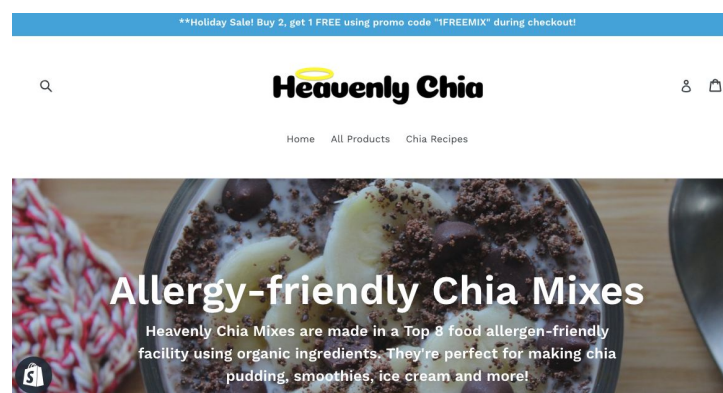 **Holiday Sale! Buy 2, get 1 FREE using promo code "1FREEMIX" during checkout!
Heavenly Chia
Home All Products Chia Recipes
Allergy-friendly Chia Mixes
Heavenly Chia Mixes are made in a Top 8 food allergen-friendly
facility using organic ingredients. They're perfect for making chia
pudding, smoothies, ice cream and more!